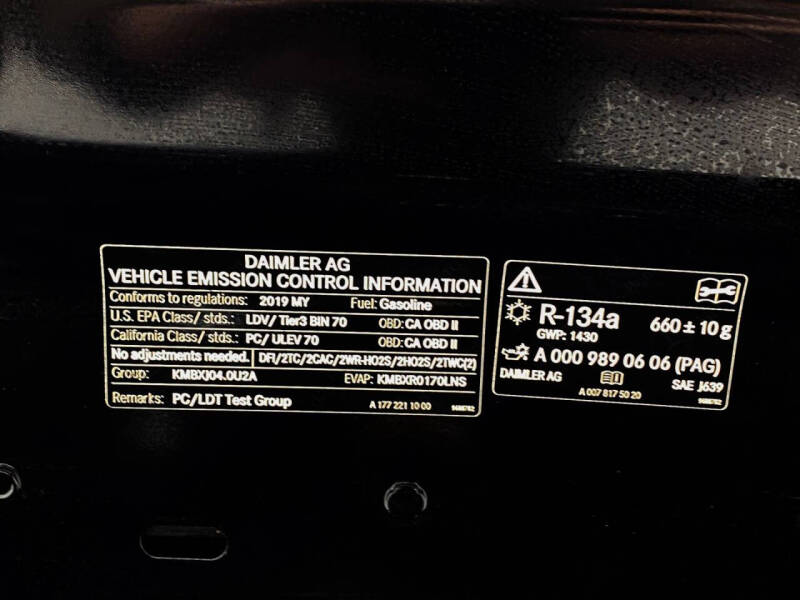 DAIMLER AG
VEHICLE EMISSION CONTROL INFORMATION
Conforms to regulations: 2019 MY Fuel: Gasoline
U.S. EPA Class/ stds.: LDV/ Tier3 BIN 70 OBD: CA OBD II
California Class/ stds.: PC/ ULEV 70 OBD: CA OBD II
No adjustments needed. DFI/2TC/2CAC/2WR-HO2S/2HO2S/2TWC(2)
Group: KMBXJ04.0U2A EVAP: KMBXR0170LNS
Remarks: PC/LDT Test Group A 177 221 10 00
R-134a 660 ± 10 g
GWP: 1430
A 000 989 06 06 (PAG)
DAIMLER AG SAE J639
A 007 817 50 20